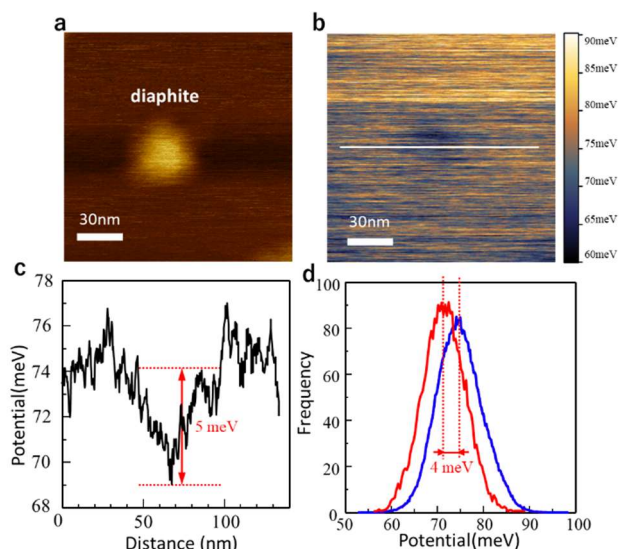 a
diaphite
30nm
b
30nm
90meV
85meV
80meV
75meV
70meV
65meV
60meV
c
78
76
74
72
70
68
Potential(meV)
5 meV
0
50
100
Distance (nm)
d
100
80
60
40
20
0
Frequency
4 meV
50
60
70
80
90
100
Potential(meV)